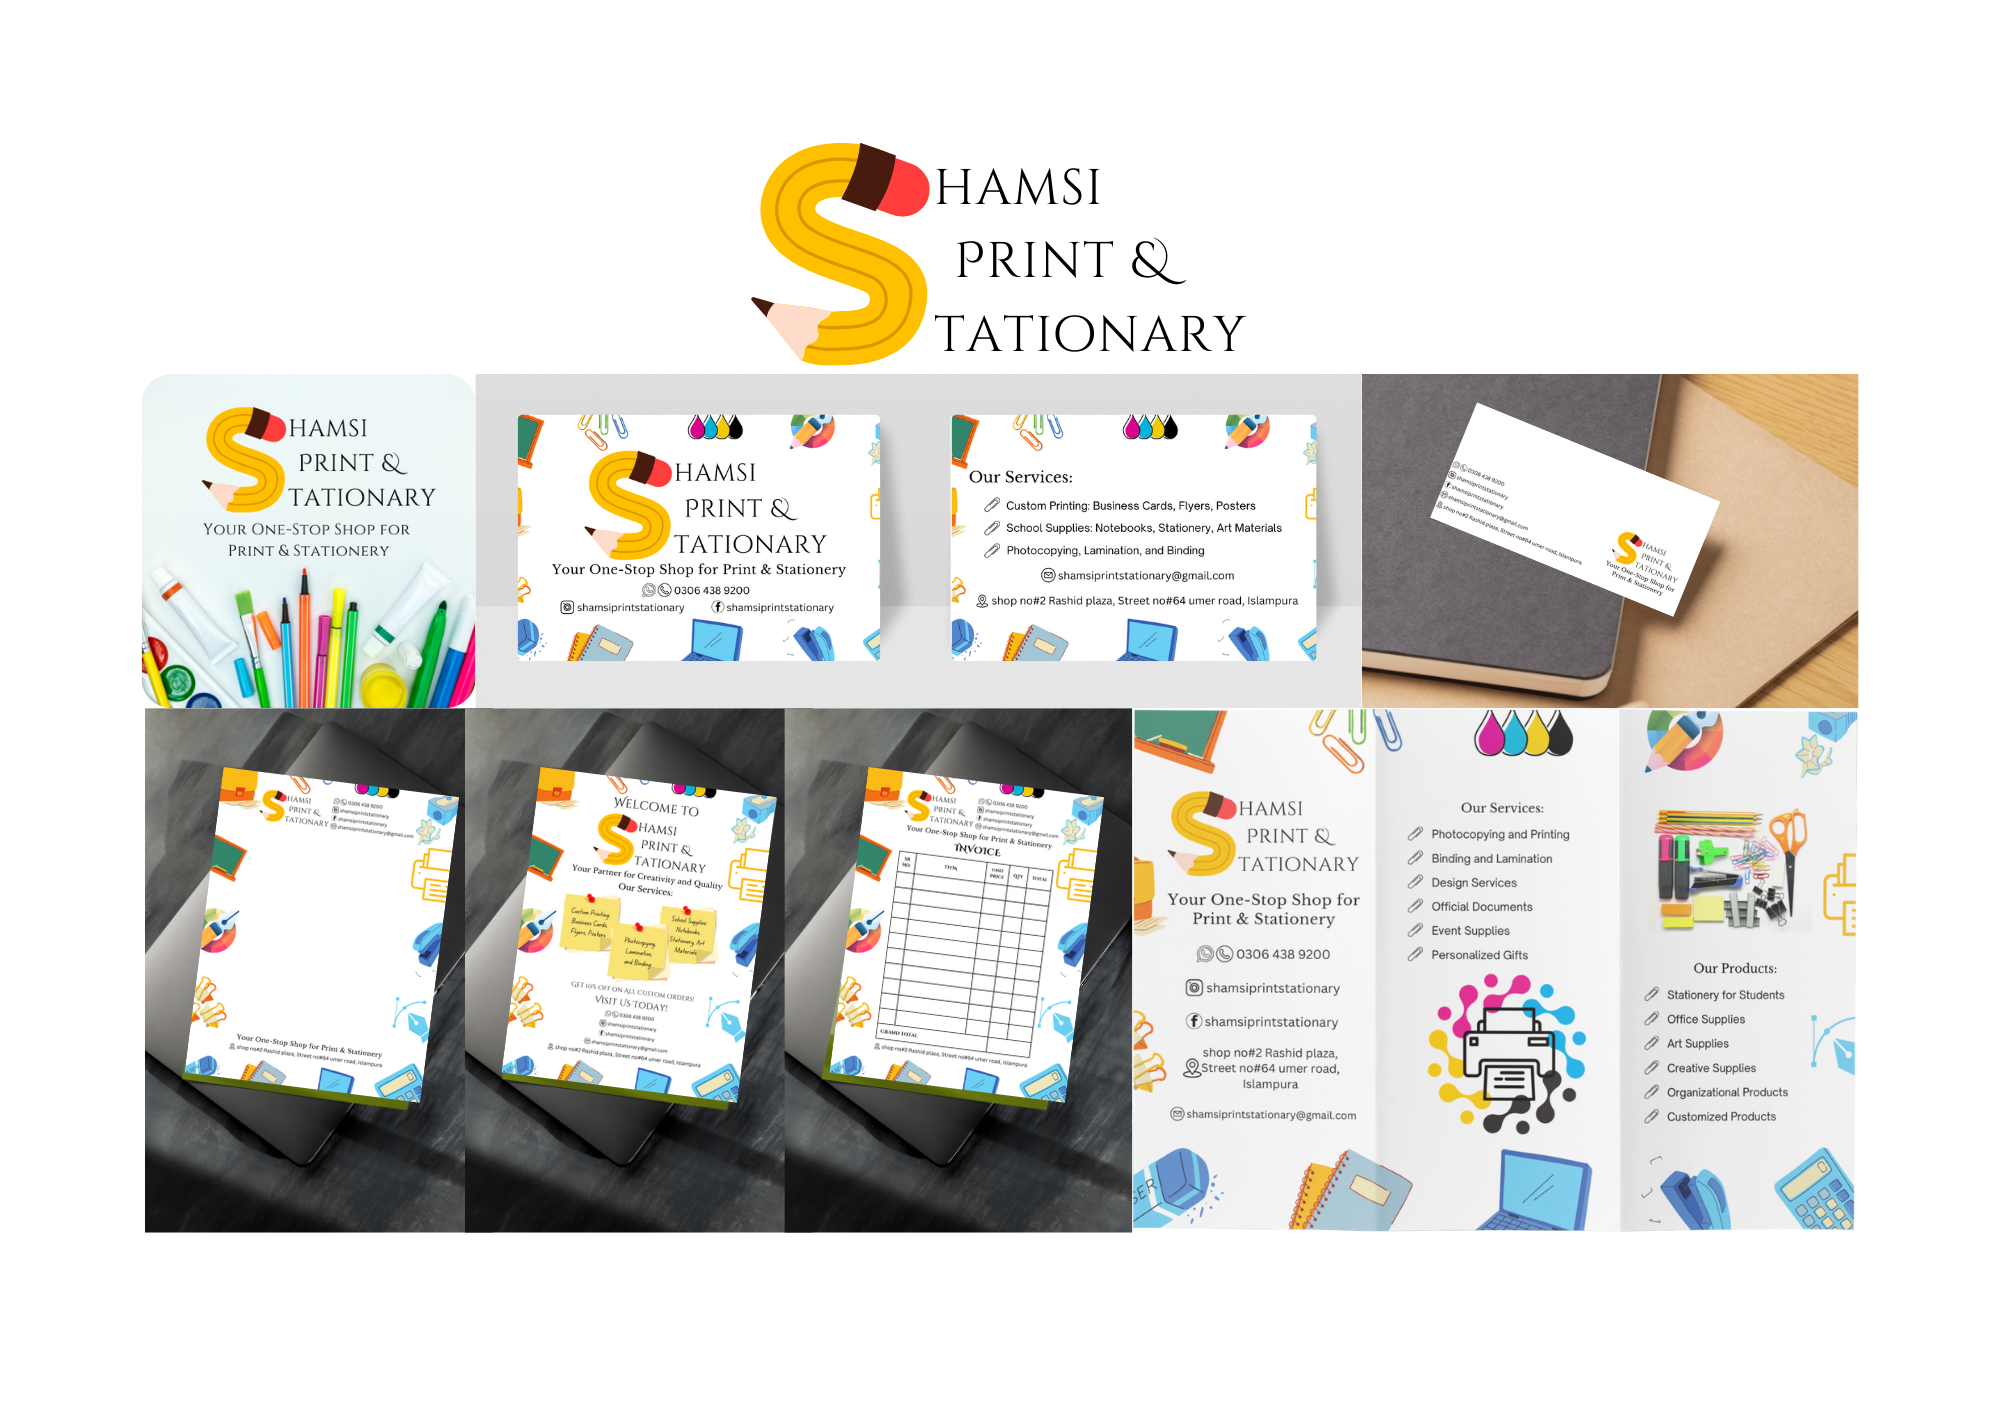 HAMSI
PRINT &
TATIONARY
HAMSI
PRINT &
TATIONARY
YOUR ONE-STOP SHOP FOR
PRINT & STATIONERY
HAMSI
PRINT &
TATIONARY
Your One-Stop Shop for Print & Stationery
0306 438 9200
shamsiprintstationary
shamsiprintstationary
Our Services:
Custom Printing: Business Cards, Flyers, Posters
School Supplies: Notebooks, Stationery, Art Materials
Photocopying, Lamination, and Binding
shamsiprintstationary@gmail.com
shop no#2 Rashid plaza, Street no#64 umer road, Islampura
0306 438 9200
shamsiprintstationary
shamsiprintstationary
shamsiprintstationary@gmail.com
shop no#2 Rashid plaza, Street no#64 umer road, Islampura
HAMSI
PRINT &
TATIONARY
Your One-Stop Shop for
Print & Stationery
HAMSI
PRINT &
TATIONARY
0306 438 9200
shamsiprintstationary
shamsiprintstationary
shamsiprintstationary@gmail.com
Your One-Stop Shop for Print & Stationery
shop no#2 Rashid plaza, Street no#64 umer road, Islampura
WELCOME TO
HAMSI
PRINT &
TATIONARY
Your Partner for Creativity and Quality
Our Services:
Custom Printing
Business Cards,
Flyers, Posters
Photocopying
Lamination,
and Binding
School Supplies
Notebooks,
Stationary, Art
Materials
GET 10% OFF ON ALL CUSTOM ORDERS!
VISIT US TODAY!
0306 438 9200
shamsiprintstationary
shamsiprintstationary
shamsiprintstationary@gmail.com
shop no#2 Rashid plaza, Street no#64 umer road, Islampura
HAMSI
PRINT &
TATIONARY
0306 438 9200
shamsiprintstationary
shamsiprintstationary
shamsiprintstationary@gmail.com
Your One-Stop Shop for Print & Stationery
INVOICE
SR NO. ITEM UNIT PRICE QTY TOTAL
GRAND TOTAL
shop no#2 Rashid plaza, Street no#64 umer road, Islampura
HAMSI
PRINT &
TATIONARY
Your One-Stop Shop for
Print & Stationery
0306 438 9200
shamsiprintstationary
shamsiprintstationary
shop no#2 Rashid plaza,
Street no#64 umer road,
Islampura
shamsiprintstationary@gmail.com
SER
Our Services:
Photocopying and Printing
Binding and Lamination
Design Services
Official Documents
Event Supplies
Personalized Gifts
Our Products:
Stationery for Students
Office Supplies
Art Supplies
Creative Supplies
Organizational Products
Customized Products